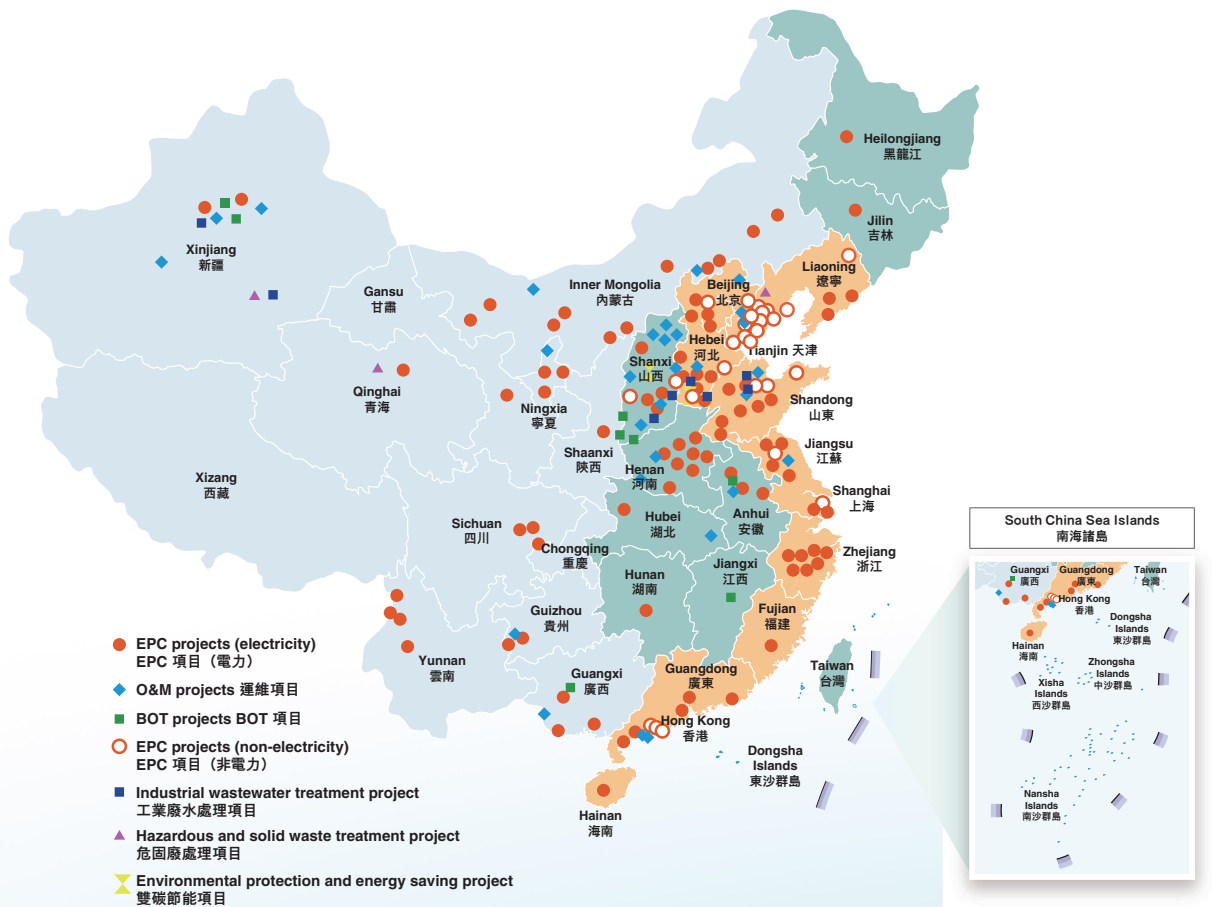 Heilongjiang
黑龍江
Jilin
吉林
Liaoning
遼寧
Xinjiang
新疆
Gansu
甘肅
Inner Mongolia
內蒙古
Beijing
北京
Hebei
河北
Tianjin 天津
Shanxi
山西
Qinghai
青海
Ningxia
寧夏
Shandong
山東
Shaanxi
陝西
Henan
河南
Jiangsu
江蘇
Xizang
西藏
Shanghai
上海
Anhui
安徽
Hubei
湖北
Sichuan
四川
Chongqing
重慶
Zhejiang
浙江
Hunan
湖南
Jiangxi
江西
Guizhou
貴州
Fujian
福建
Yunnan
雲南
Guangxi
廣西
Guangdong
廣東
Taiwan
台灣
Hong Kong
香港
Dongsha
Islands
東沙群島
Hainan
海南
EPC projects (electricity)
EPC 項目（電力）
O&M projects 運維項目
BOT projects BOT 項目
EPC projects (non-electricity)
EPC 項目（非電力）
Industrial wastewater treatment project
工業廢水處理項目
Hazardous and solid waste treatment project
危固廢處理項目
Environmental protection and energy saving project
雙碳節能項目
South China Sea Islands
南海諸島
Guangxi
廣西
Guangdong
廣東
Taiwan
台灣
Hong Kong
香港
Dongsha
Islands
東沙群島
Hainan
海南
Zhongsha
Islands
中沙群島
Xisha
Islands
西沙群島
Nansha
Islands
南沙群島